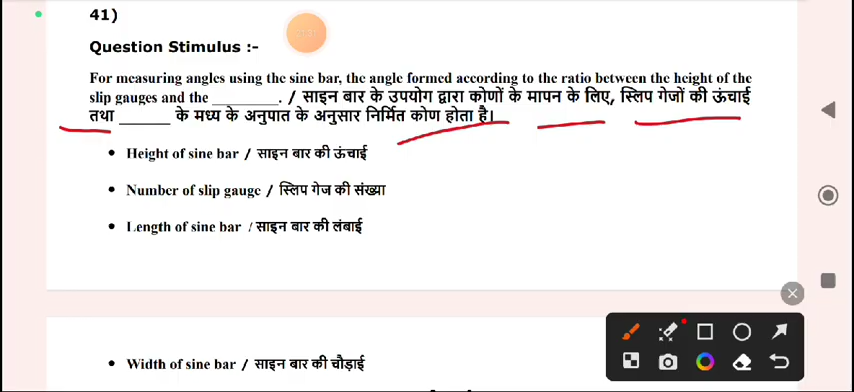 41)
Question Stimulus :-
For measuring angles using the sine bar, the angle formed according to the ratio between the height of the
slip gauges and the ________. / साइन बार के उपयोग द्वारा कोणों के मापन के लिए, स्लिप गेजों की ऊंचाई
तथा ______ के मध्य के अनुपात के अनुसार निर्मित कोण होता है।
• Height of sine bar / साइन बार की ऊंचाई
• Number of slip gauge / स्लिप गेज की संख्या
• Length of sine bar / साइन बार की लंबाई
• Width of sine bar / साइन बार की चौड़ाई